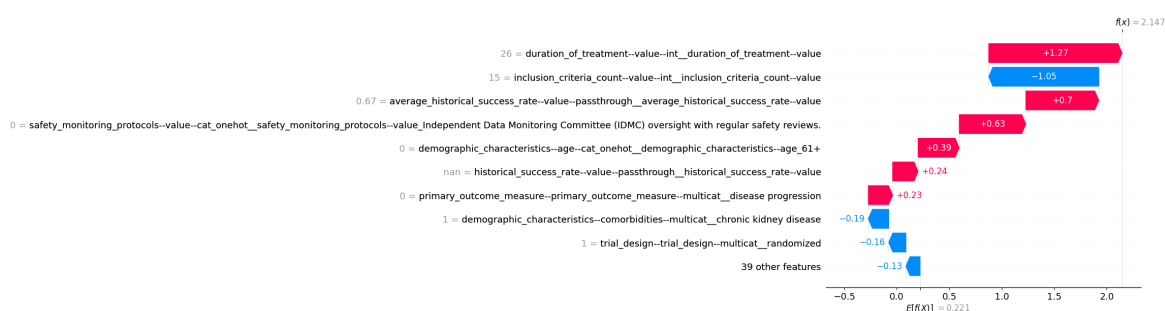 f(x) = 2.147
26 = duration_of_treatment--value--int__duration_of_treatment--value
+1.27
15 = inclusion_criteria_count--value--int__inclusion_criteria_count--value
−1.05
0.67 = average_historical_success_rate--value--passthrough__average_historical_success_rate--value
+0.7
0 = safety_monitoring_protocols--value--cat_onehot__safety_monitoring_protocols--value_Independent Data Monitoring Committee (IDMC) oversight with regular safety reviews.
+0.63
0 = demographic_characteristics--age--cat_onehot__demographic_characteristics--age_61+
+0.39
nan = historical_success_rate--value--passthrough__historical_success_rate--value
+0.24
0 = primary_outcome_measure--primary_outcome_measure--multicat__disease progression
+0.23
1 = demographic_characteristics--comorbidities--multicat__chronic kidney disease
−0.19
1 = trial_design--trial_design--multicat__randomized
−0.16
39 other features
−0.13
−0.5 0.0 0.5 1.0 1.5 2.0
E[f(X)] = 0.221